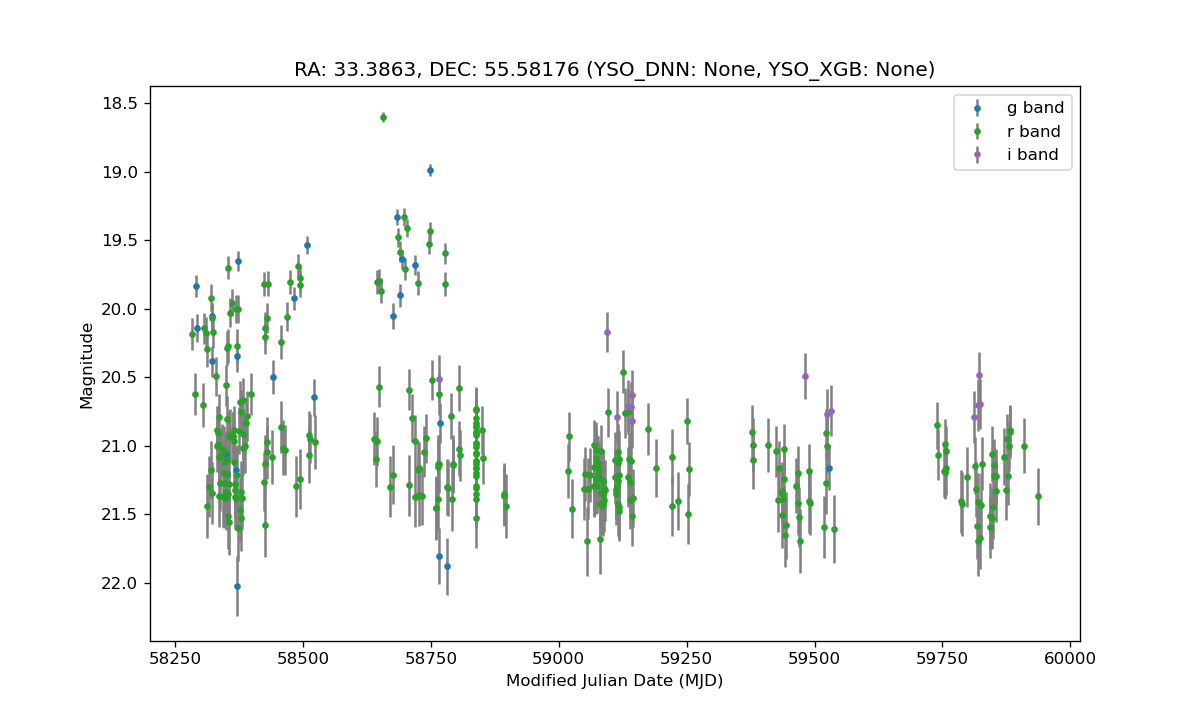 RA: 33.3863, DEC: 55.58176 (YSO_DNN: None, YSO_XGB: None)
g band
r band
i band
18.5
19.0
19.5
20.0
20.5
21.0
21.5
22.0
Magnitude
58250 58500 58750 59000 59250 59500 59750 60000
Modified Julian Date (MJD)